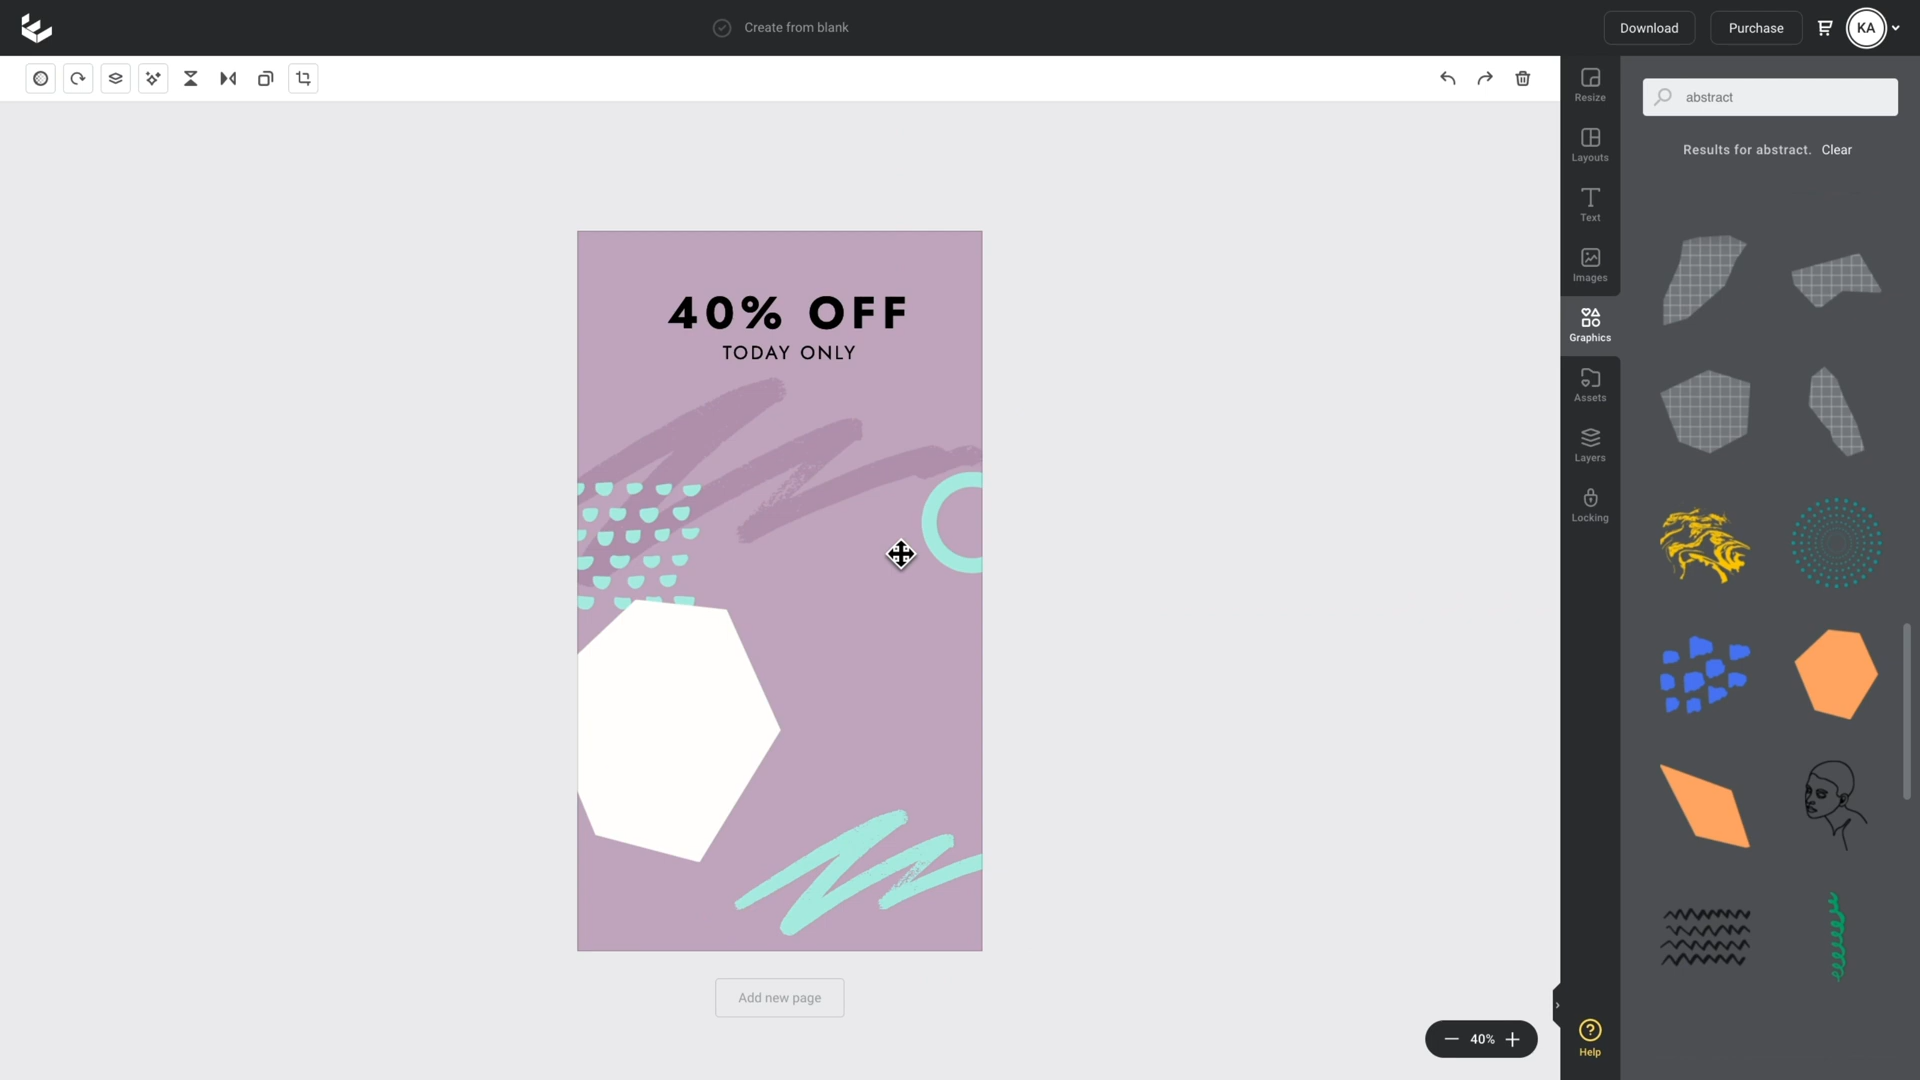 Create from blank
Download
Purchase
KA
Resize
Layouts
Text
Images
Graphics
Assets
Layers
Locking
Help
abstract
Results for abstract. Clear
40% OFF
TODAY ONLY
Add new page
40%